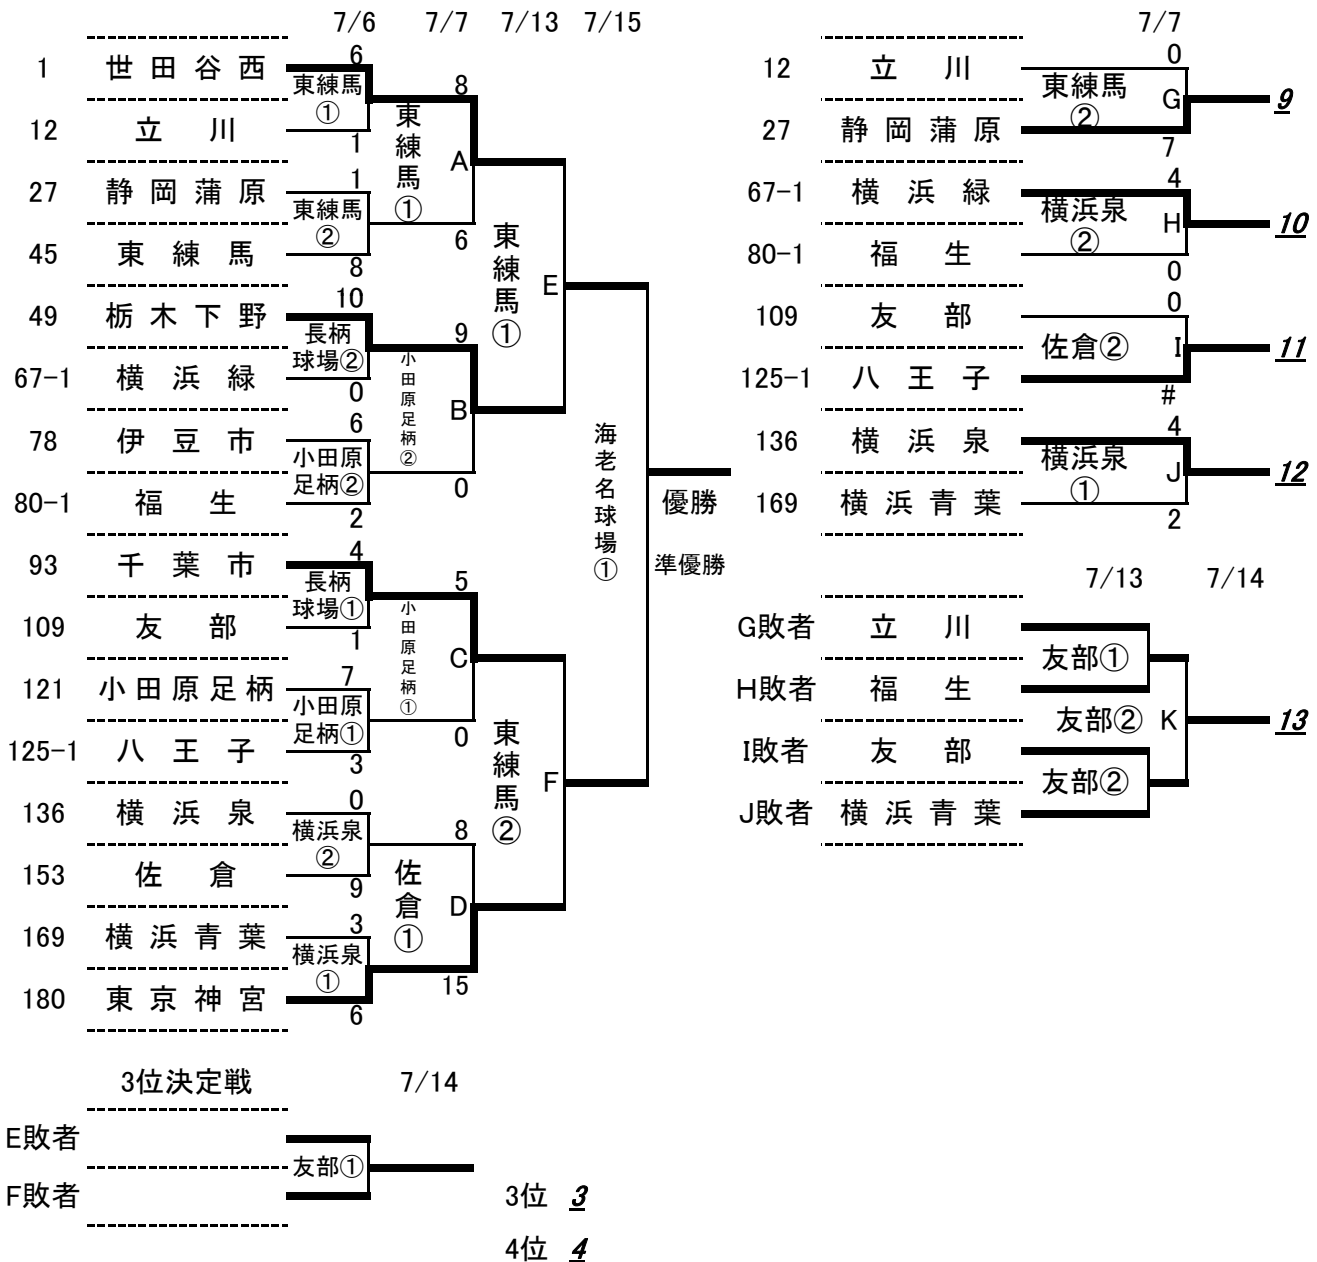 7/6 7/7 7/13 7/15
6
1 世田谷西
東練馬
①
8
12 立川
1
東練馬①
A
1
27 静岡蒲原
東練馬
②
6
45 東練馬
8
東練馬①
E
10
49 栃木下野
長柄
球場②
9
67-1 横浜緑
0
小田原足柄②
B
6
78 伊豆市
小田原
足柄②
0
80-1 福生
2
海老名球場①
優勝
準優勝
4
93 千葉市
長柄
球場①
5
109 友部
1
小田原足柄①
C
7
121 小田原足柄
小田原
足柄①
0
125-1 八王子
3
東練馬②
F
0
136 横浜泉
横浜泉
②
8
153 佐倉
9
佐倉①
D
3
169 横浜青葉
横浜泉
①
15
180 東京神宮
6
3位決定戦 7/14
E敗者
友部①
F敗者
3位 3
4位 4
7/7
0
12 立川
東練馬
②
G 9
27 静岡蒲原
7
4
67-1 横浜緑
横浜泉
②
H 10
80-1 福生
0
0
109 友部
佐倉② I 11
125-1 八王子
#
4
136 横浜泉
横浜泉
①
J 12
169 横浜青葉
2
7/13 7/14
G敗者 立川
友部①
H敗者 福生
友部② K 13
I敗者 友部
友部②
J敗者 横浜青葉